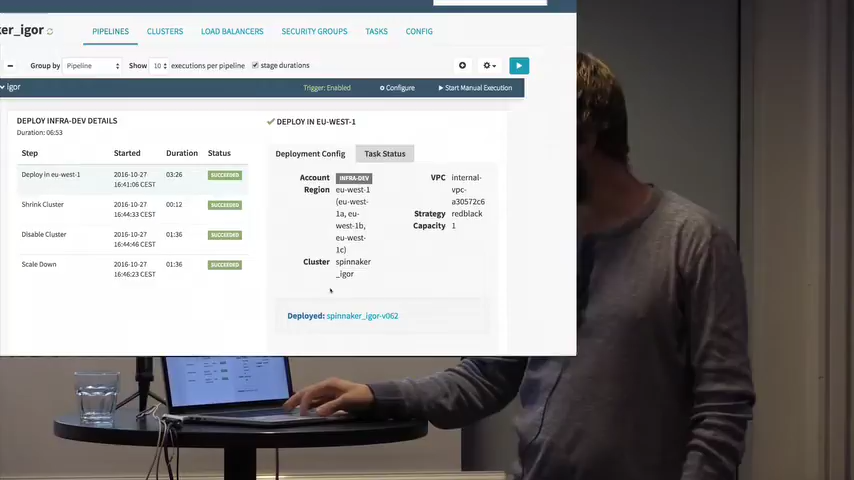 er_igor
PIPELINES CLUSTERS LOAD BALANCERS SECURITY GROUPS TASKS CONFIG
Group by Pipeline Show 10 executions per pipeline stage durations
igor Trigger: Enabled Configure Start Manual Execution
DEPLOY INFRA-DEV DETAILS
Duration: 06:53
Step Started Duration Status
Deploy in eu-west-1 2016-10-27 16:41:06 CEST 03:26 SUCCEEDED
Shrink Cluster 2016-10-27 16:44:33 CEST 00:12 SUCCEEDED
Disable Cluster 2016-10-27 16:44:46 CEST 01:36 SUCCEEDED
Scale Down 2016-10-27 16:46:23 CEST 01:36 SUCCEEDED
DEPLOY IN EU-WEST-1
Deployment Config Task Status
Account INFRA-DEV
Region eu-west-1
(eu-west-
1a, eu-
west-1b,
eu-west-
1c)
Cluster spinnaker
_igor
VPC internal-
vpc-
a30572c6
Strategy redblack
Capacity 1
Deployed: spinnaker_igor-v062